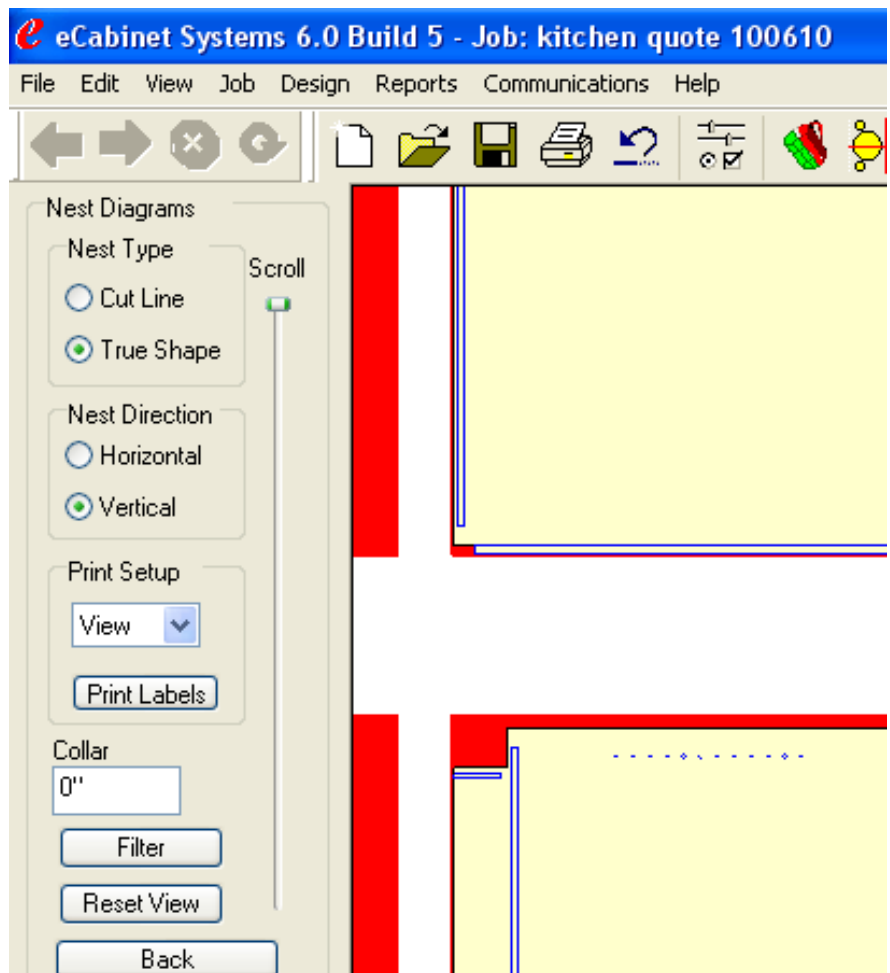 eCabinet Systems 6.0 Build 5 - Job: kitchen quote 100610
File Edit View Job Design Reports Communications Help
Nest Diagrams
Nest Type
Scroll
Cut Line
True Shape
Nest Direction
Horizontal
Vertical
Print Setup
View
Print Labels
Collar
0"
Filter
Reset View
Back